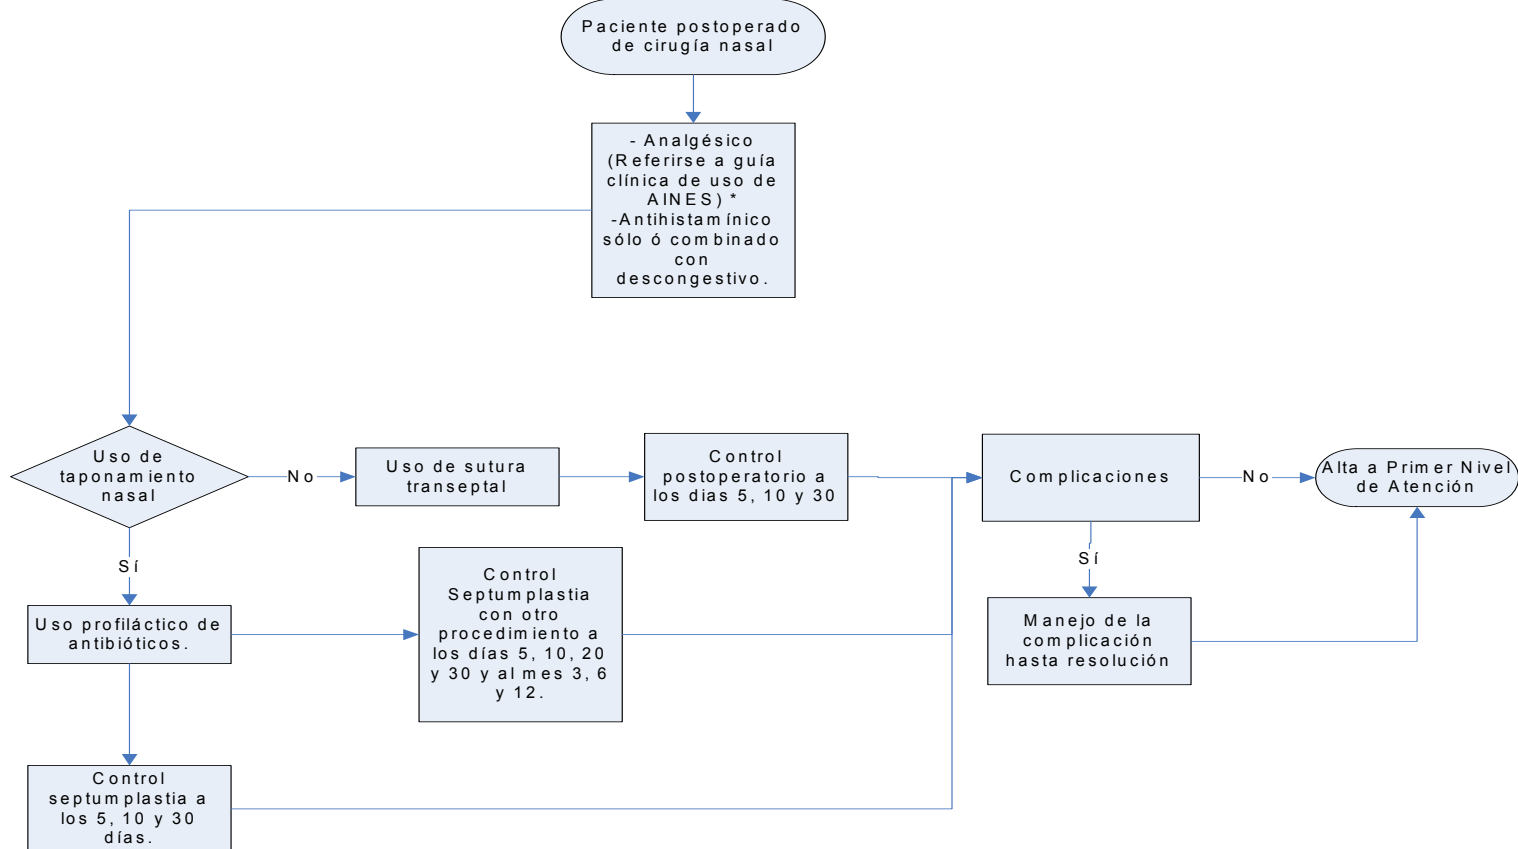 Paciente postoperado
de cirugía nasal
- Analgésico
(Referirse a guía
clínica de uso de
AINES) *
-Antihistamínico
sólo ó combinado
con
descongestivo.
Uso de
taponamiento
nasal
No
Uso de sutura
transeptal
Control
postoperatorio a
los dias 5, 10 y 30
Complicaciones
No
Alta a Primer Nivel
de Atención
Sí
Sí
Uso profiláctico de
antibióticos.
Control
Septumplastia
con otro
procedimiento a
los días 5, 10, 20
y 30 y al mes 3, 6
y 12.
Manejo de la
complicación
hasta resolución
Control
septumplastia a
los 5, 10 y 30
días.